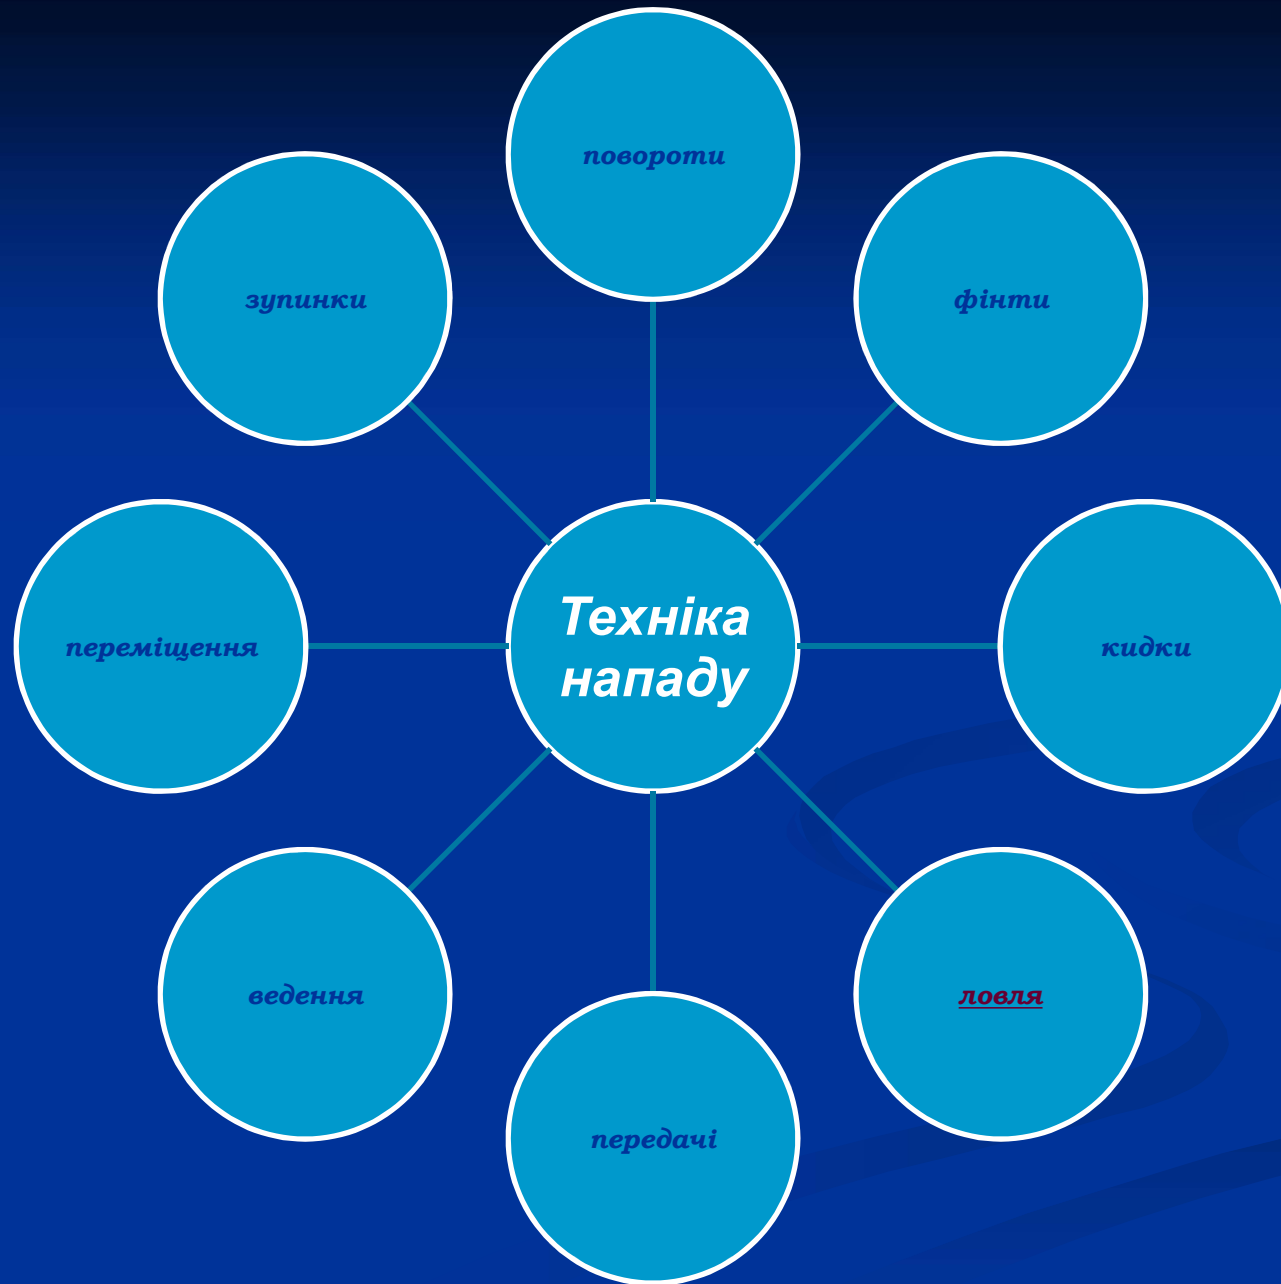 повороти
зупинки
фінти
Техніка
нападу
переміщення
кидки
ведення
ловля
передачі